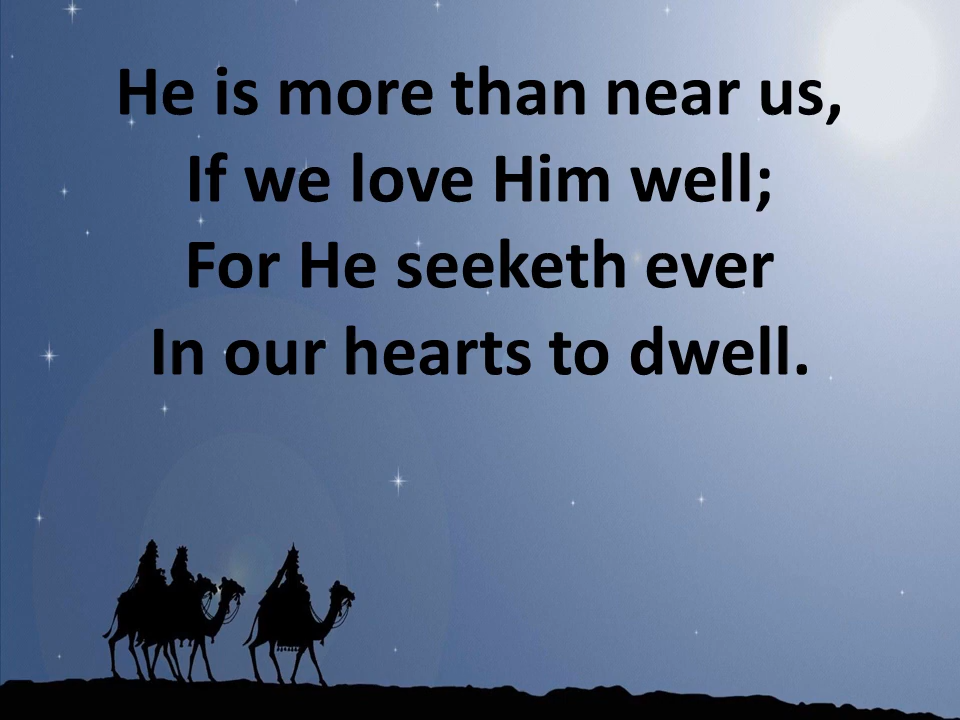 He is more than near us,
If we love Him well;
For He seeketh ever
In our hearts to dwell.